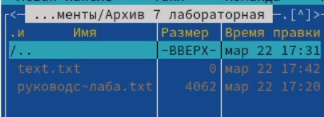 ...менты/Архив 7 лабораторная .[^]>
.и Имя Размер Время правки
/.. -ВВЕРХ- мар 22 17:31
text.txt 0 мар 22 17:42
руководс~лаба.txt 4062 мар 22 17:20